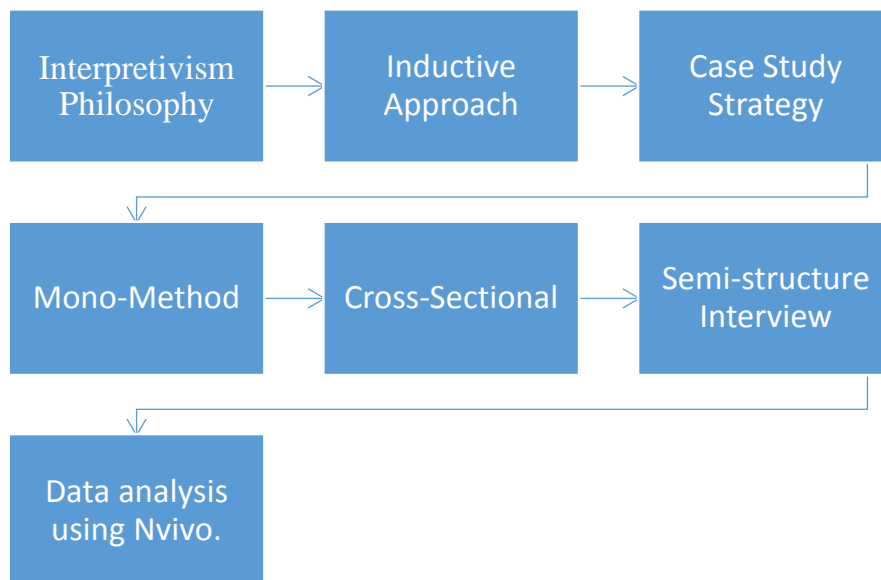 Interpretivism
Philosophy
Inductive
Approach
Case Study
Strategy
Mono-Method
Cross-Sectional
Semi-structure
Interview
Data analysis
using Nvivo.